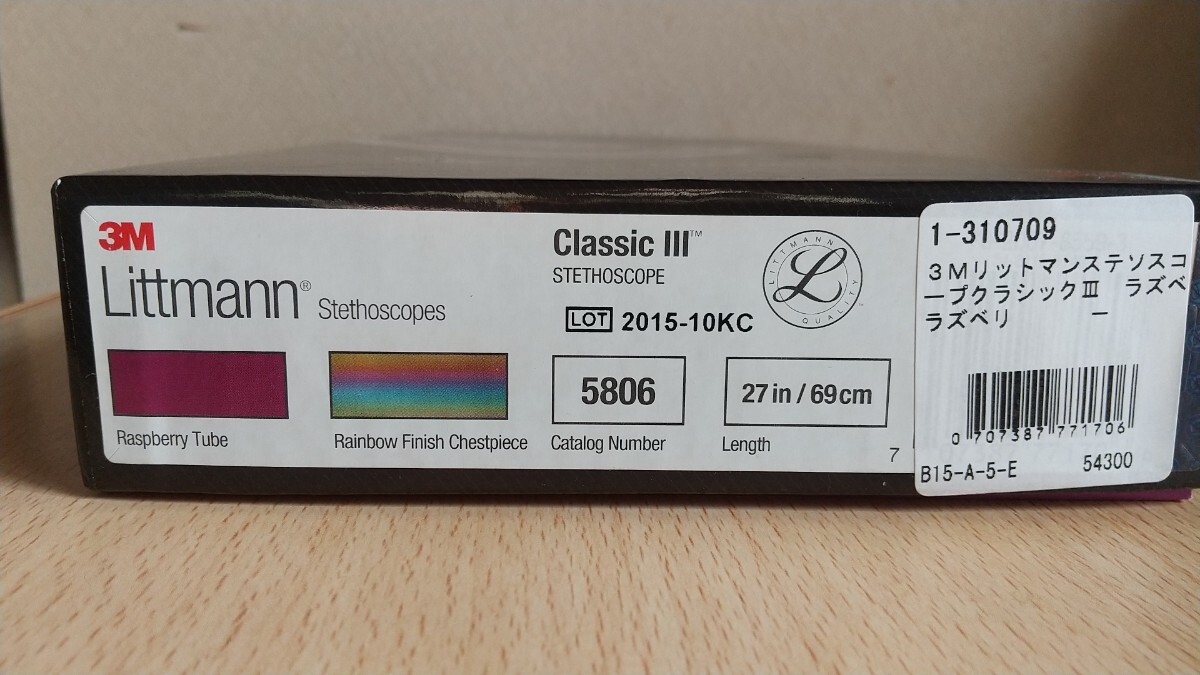 3M
Littmann® Stethoscopes
Classic III™
STETHOSCOPE
LITTMANN
L
QUALITY
LOT 2015-10KC
5806
27 in / 69 cm
Raspberry Tube
Rainbow Finish Chestpiece
Catalog Number
Length
7
1-310709
3Mリットマンステソスコ
ープクラシックⅢ ラズベ
ラズベリ ー
0 707387 771706
B15-A-5-E 54300